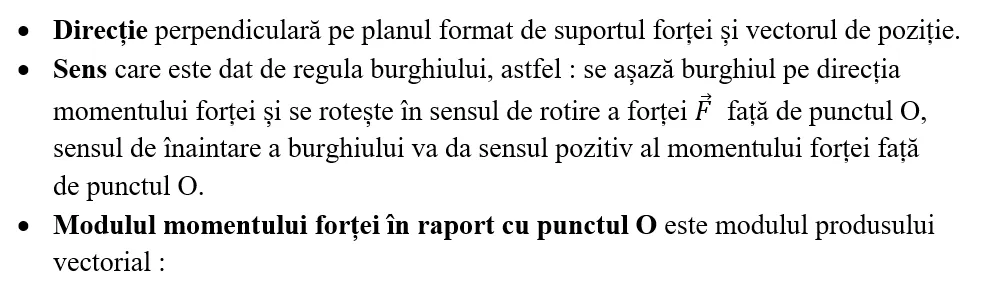 • Direcție perpendiculară pe planul format de suportul forței și vectorul de poziție.
• Sens care este dat de regula burghiului, astfel : se așază burghiul pe direcția
momentului forței și se rotește în sensul de rotire a forței F⃗ față de punctul O,
sensul de înaintare a burghiului va da sensul pozitiv al momentului forței față
de punctul O.
• Modulul momentului forței în raport cu punctul O este modulul produsului
vectorial :